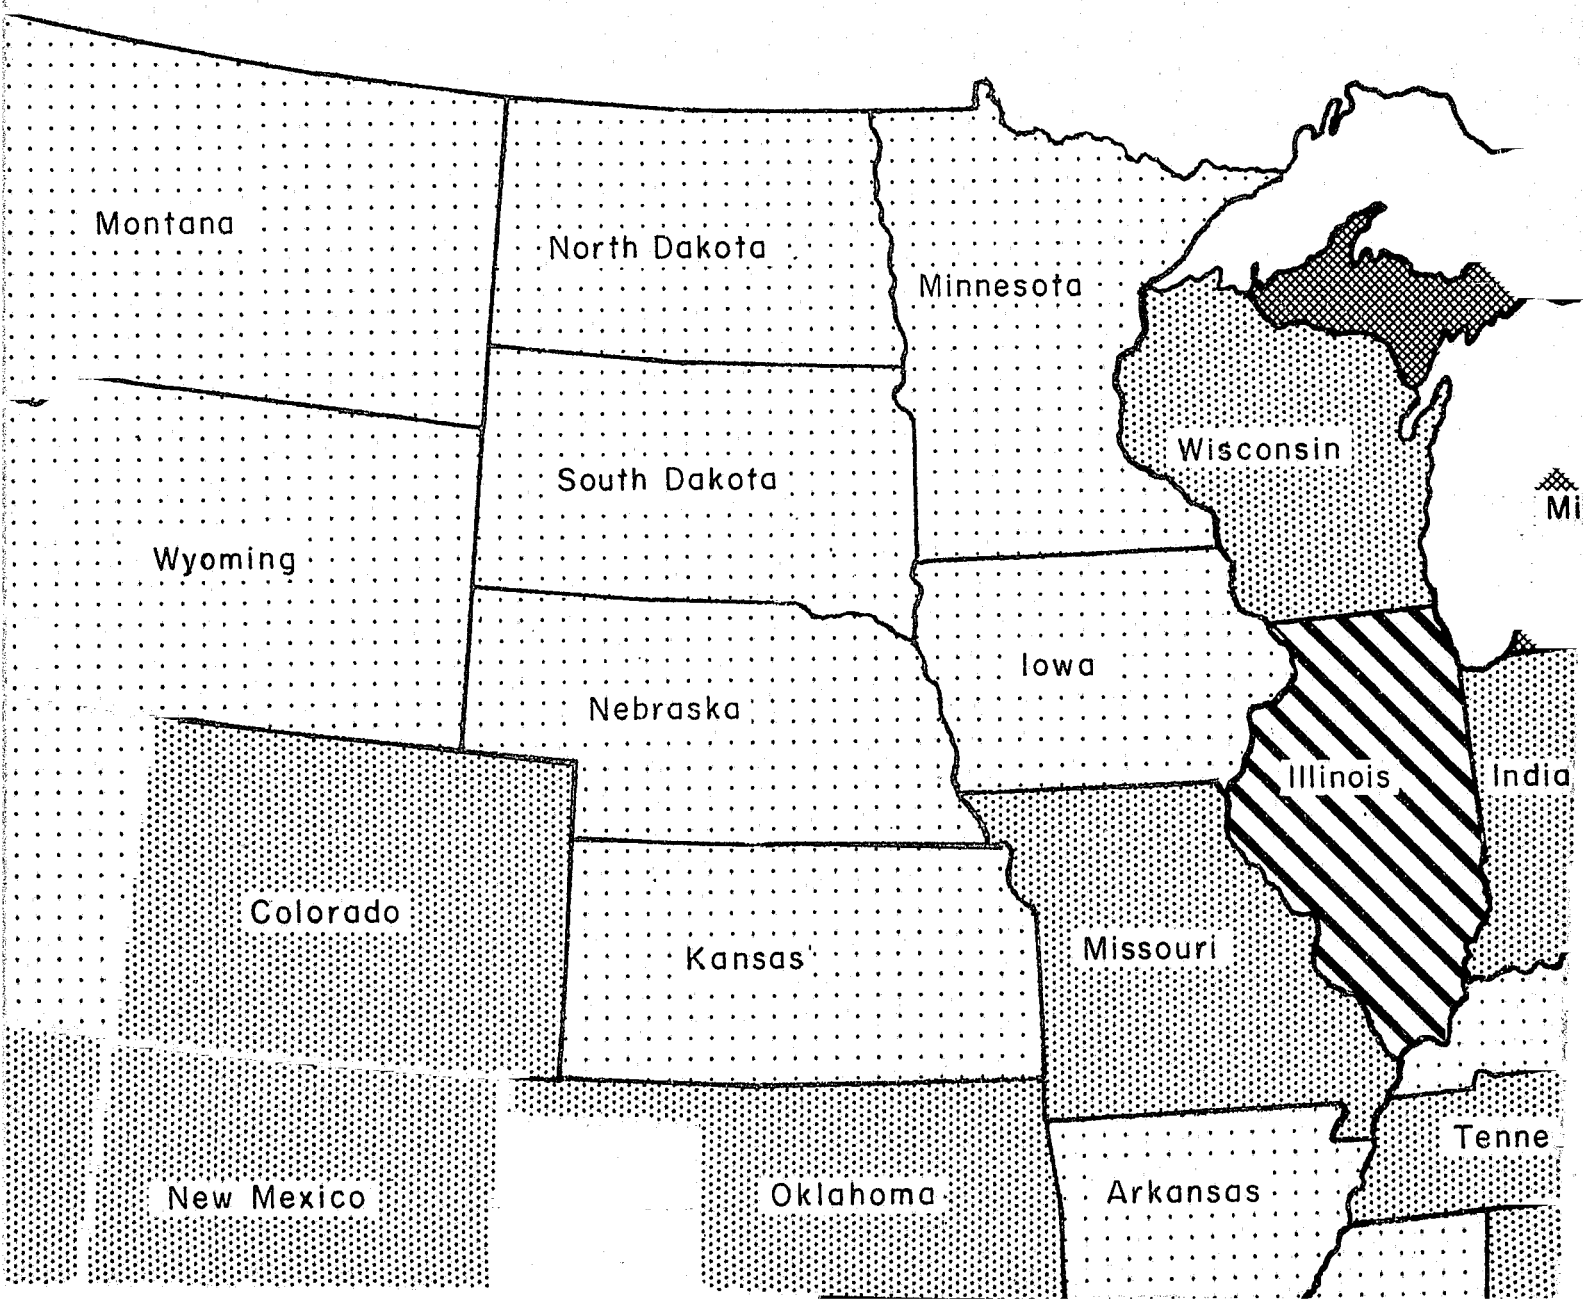 Montana
North Dakota
Minnesota
Wisconsin
South Dakota
Mi
Wyoming
Iowa
Nebraska
Illinois
India
Colorado
Missouri
Kansas
Tenne
New Mexico
Oklahoma
Arkansas